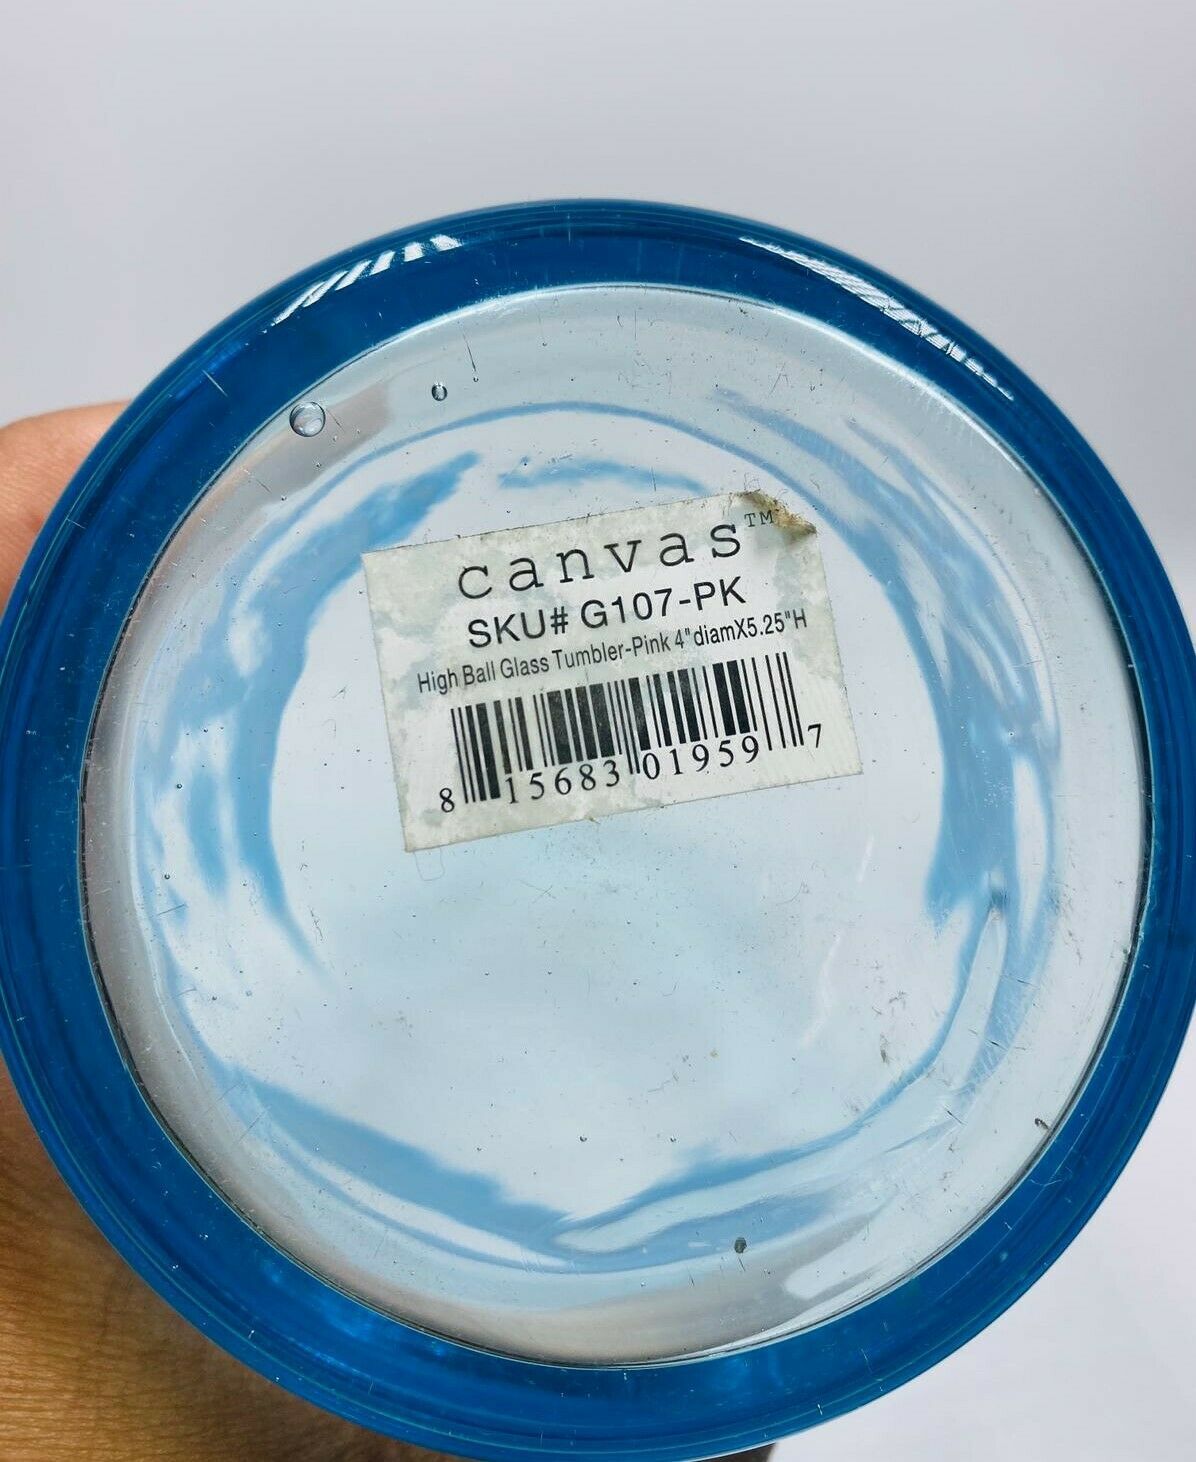 canvas™
SKU# G107-PK
High Ball Glass Tumbler-Pink 4"diamX5.25"H
8 15683 01959 7